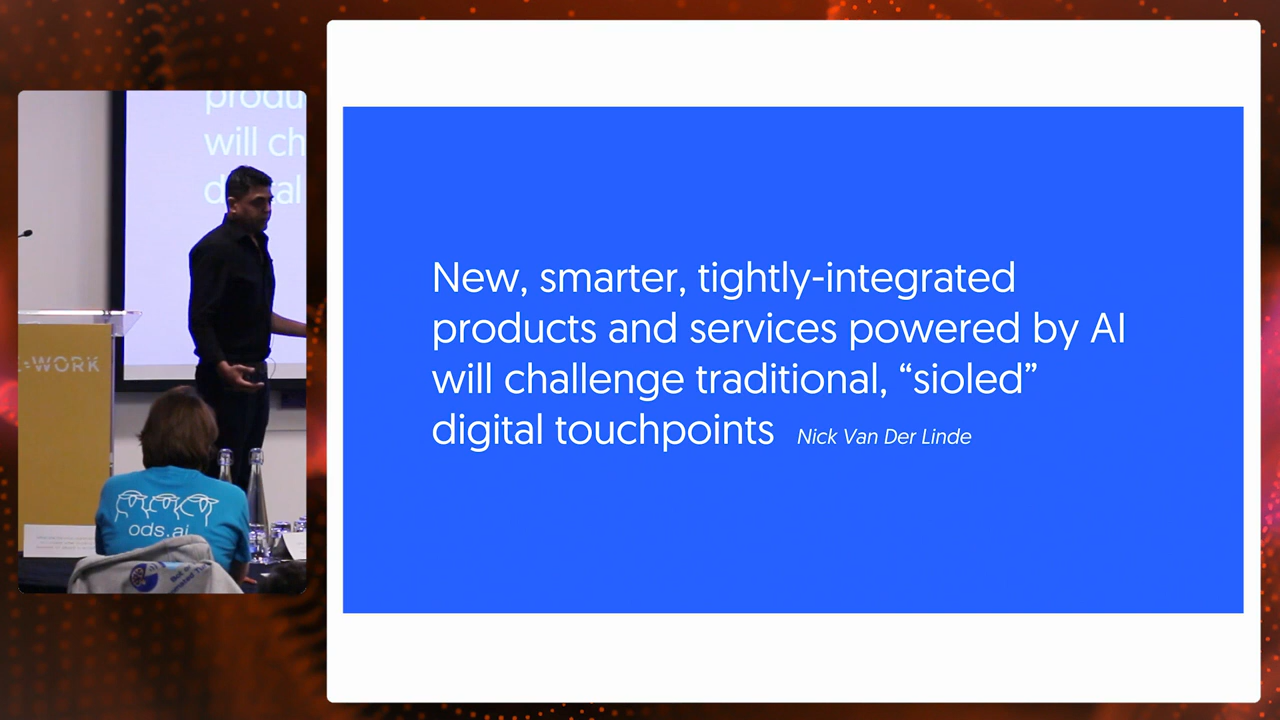 produ
will ch
-WORK
ods.ai
New, smarter, tightly-integrated
products and services powered by AI
will challenge traditional, “sioled”
digital touchpoints Nick Van Der Linde